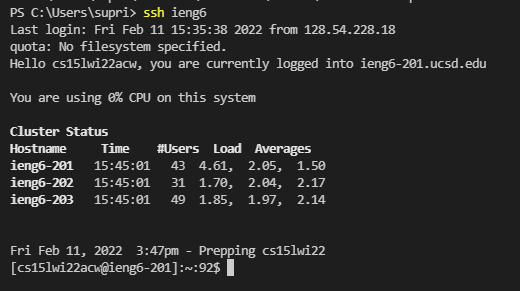 PS C:\Users\supri> ssh ieng6
Last login: Fri Feb 11 15:35:38 2022 from 128.54.228.18
quota: No filesystem specified.
Hello cs15lwi22acw, you are currently logged into ieng6-201.ucsd.edu
You are using 0% CPU on this system
Cluster Status
Hostname Time #Users Load Averages
ieng6-201 15:45:01 43 4.61, 2.05, 1.50
ieng6-202 15:45:01 31 1.70, 2.04, 2.17
ieng6-203 15:45:01 49 1.85, 1.97, 2.14
Fri Feb 11, 2022 3:47pm - Prepping cs15lwi22
[cs15lwi22acw@ieng6-201]:~:92$